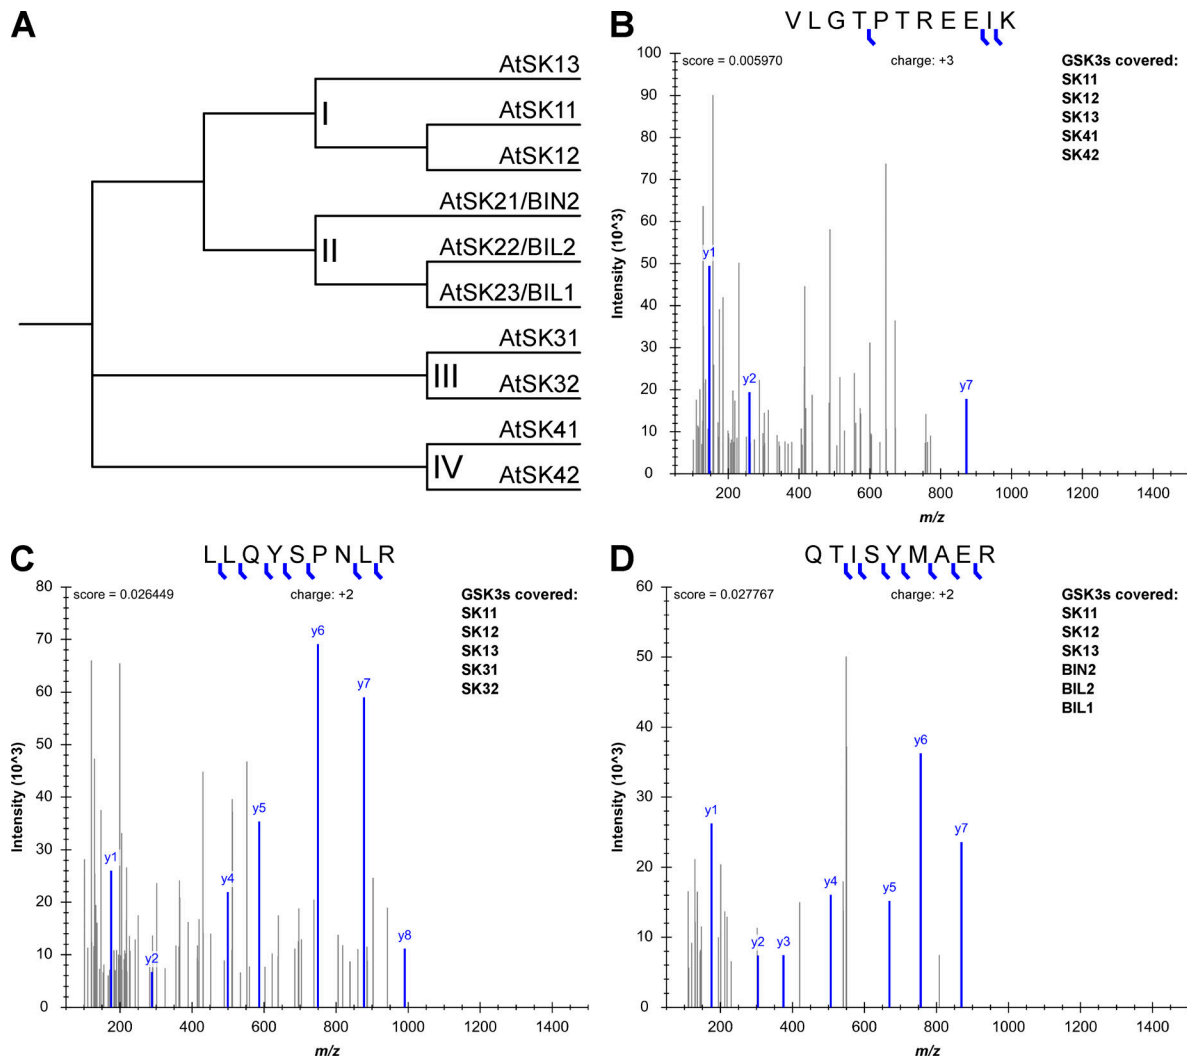 A
AtSK13
I
AtSK11
AtSK12
AtSK21/BIN2
II
AtSK22/BIL2
AtSK23/BIL1
AtSK31
III
AtSK32
AtSK41
IV
AtSK42
B
VLGTPTREEIK
score = 0.005970
charge: +3
GSK3s covered:
SK11
SK12
SK13
SK41
SK42
100
90
80
70
60
50
40
30
20
10
0
Intensity (10^3)
y1
y2
y7
200 400 600 800 1000 1200 1400
m/z
C
LLQYSPNLR
score = 0.026449
charge: +2
GSK3s covered:
SK11
SK12
SK13
SK31
SK32
80
70
60
50
40
30
20
10
0
Intensity (10^3)
y1
y2
y4
y5
y6
y7
y8
200 400 600 800 1000 1200 1400
m/z
D
QTISYMAER
score = 0.027767
charge: +2
GSK3s covered:
SK11
SK12
SK13
BIN2
BIL2
BIL1
60
50
40
30
20
10
0
Intensity (10^3)
y1
y2
y3
y4
y5
y6
y7
200 400 600 800 1000 1200 1400
m/z